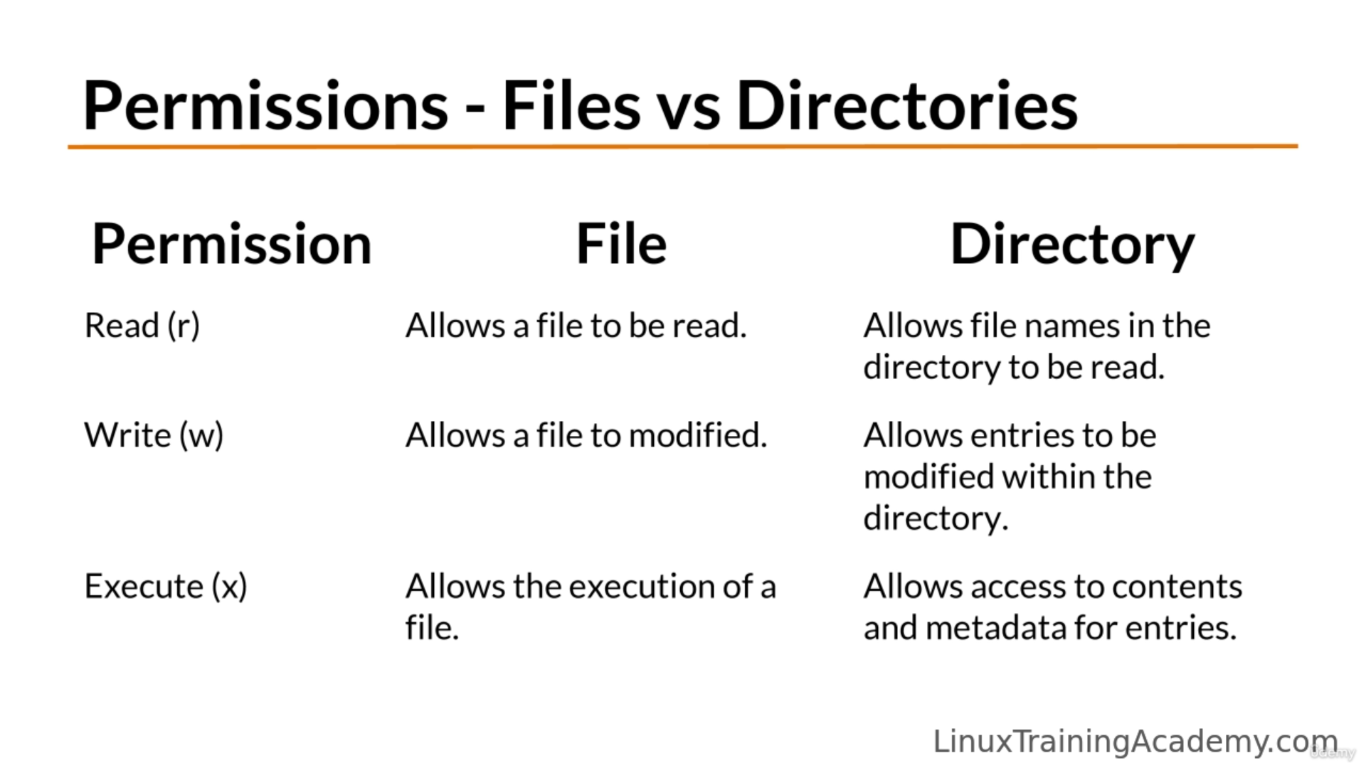 Permissions - Files vs Directories
Permission File Directory
Read (r) Allows a file to be read. Allows file names in the
directory to be read.
Write (w) Allows a file to modified. Allows entries to be
modified within the
directory.
Execute (x) Allows the execution of a Allows access to contents
file. and metadata for entries.
LinuxTrainingAcademy.com
Udemy